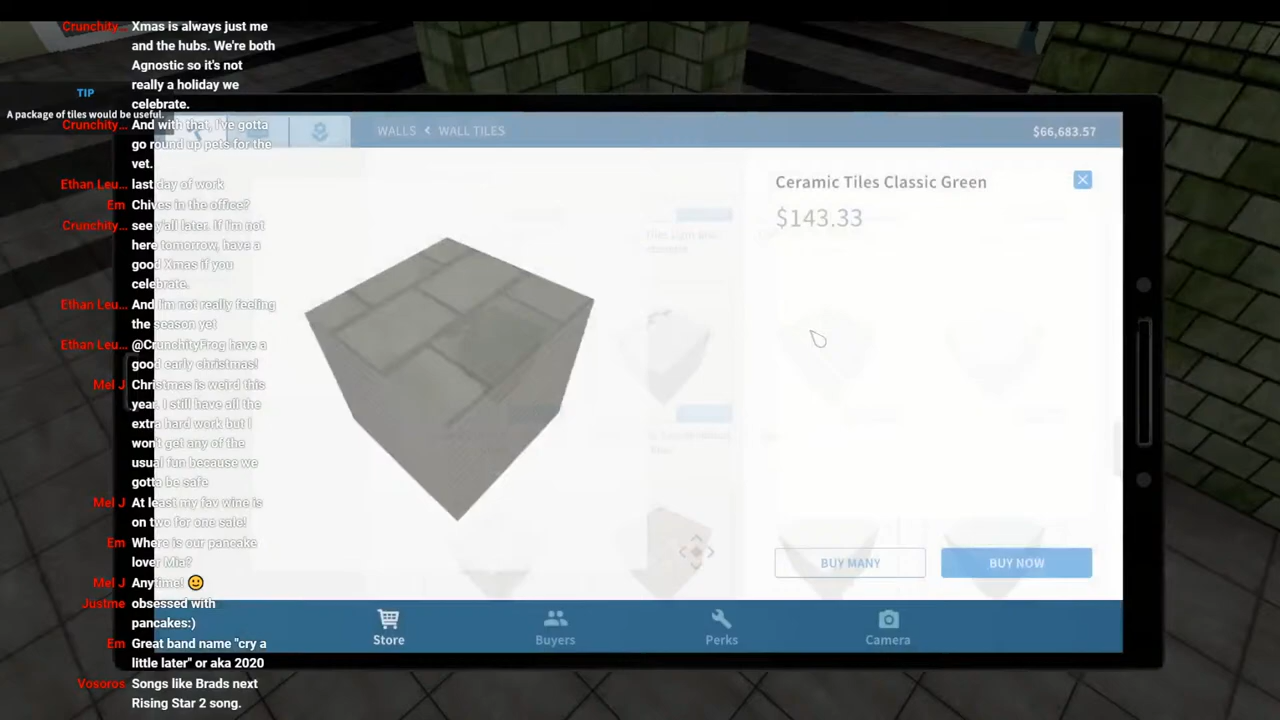 Crunchity... Xmas is always just me
and the hubs. We're both
Agnostic so it's not
really a holiday we
celebrate.
TIP
A package of tiles would be useful.
Crunchity... And with that, I've gotta
go round up pets for the
vet.
Ethan Leu... last day of work
Em Chives in the office?
Crunchity... see y'all later. If I'm not
here tomorrow, have a
good Xmas if you
celebrate.
Ethan Leu... And I'm not really feeling
the season yet
Ethan Leu... @CrunchityFrog have a
good early christmas!
Mel J Christmas is weird this
year. I still have all the
extra hard work but I
won't get any of the
usual fun because we
gotta be safe
Mel J At least my fav wine is
on two for one sale!
Em Where is our pancake
lover Mia?
Mel J Anytime! 🙂
Justme obsessed with
pancakes:)
Em Great band name "cry a
little later" or aka 2020
Vosoros Songs like Brads next
Rising Star 2 song.
WALLS < WALL TILES
$66,683.57
Ceramic Tiles Classic Green
$143.33
BUY MANY
BUY NOW
Store
Buyers
Perks
Camera